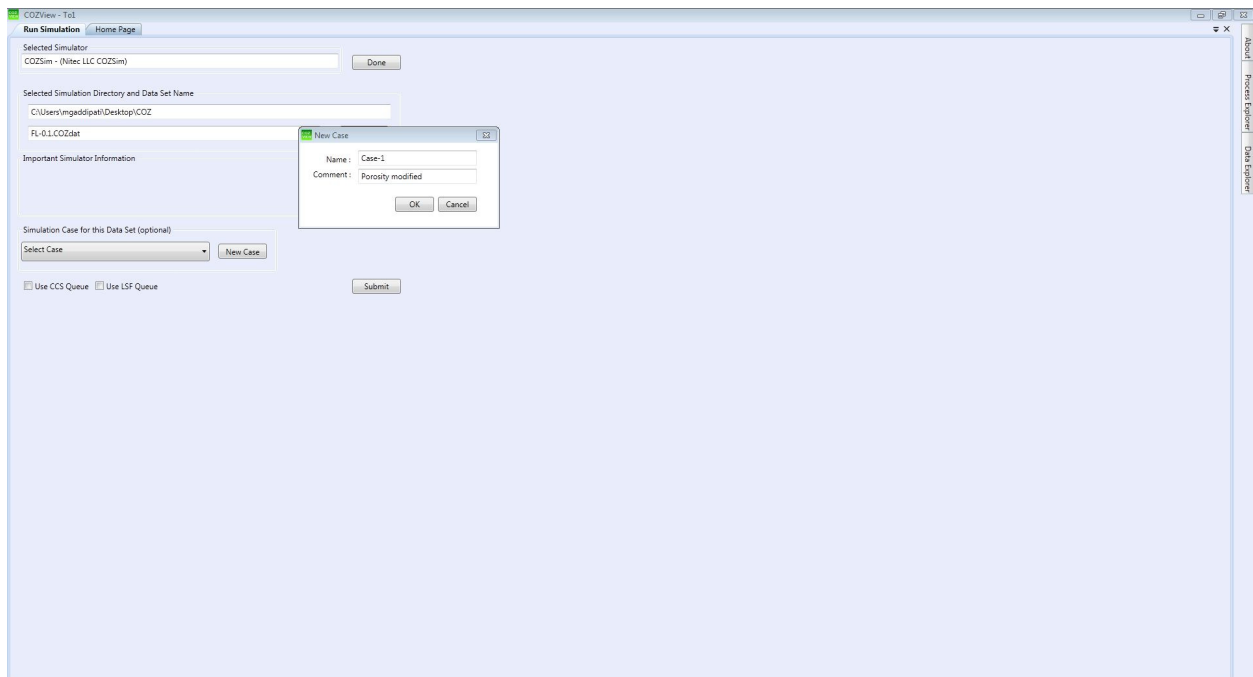 COZView - To1
Run Simulation Home Page
Selected Simulator
COZSim - (Nitec LLC COZSim)
Done
Selected Simulation Directory and Data Set Name
C:\Users\mgaddipati\Desktop\COZ
FL-0.1.COZdat
Important Simulator Information
New Case
Name : Case-1
Comment : Porosity modified
OK Cancel
Simulation Case for this Data Set (optional)
Select Case New Case
Use CCS Queue Use LSF Queue
Submit
About
Process Explorer
Data Explorer